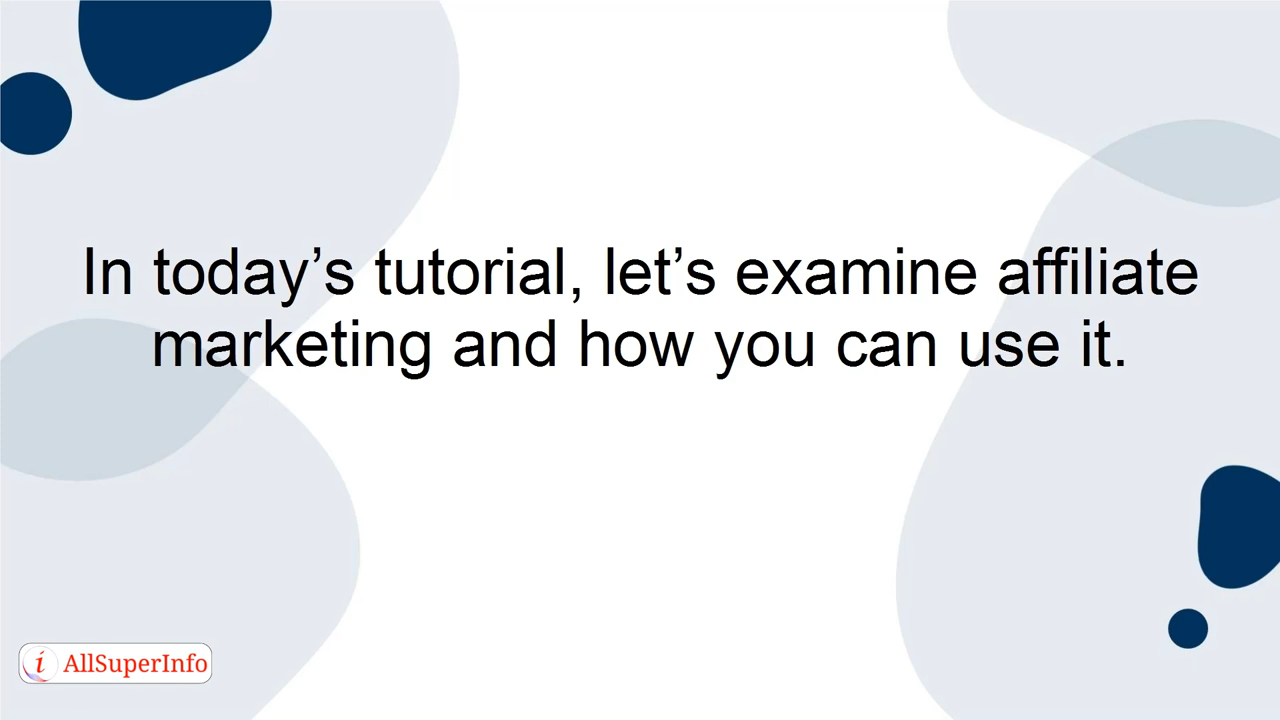 In today’s tutorial, let’s examine affiliate
marketing and how you can use it.
i AllSuperInfo